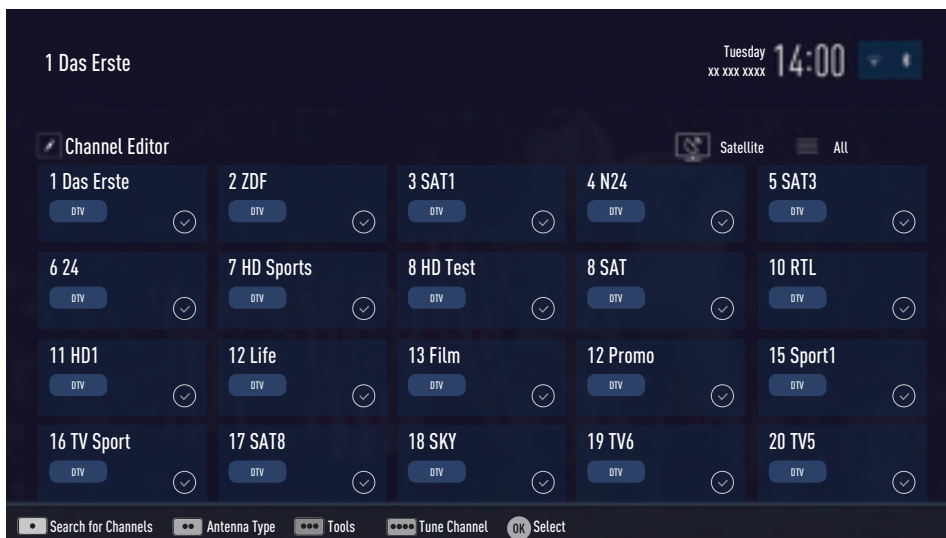 1 Das Erste
Tuesday
xx xxx xxxx
14:00
Channel Editor
Satellite
All
1 Das Erste
DTV
2 ZDF
DTV
3 SAT1
DTV
4 N24
DTV
5 SAT3
DTV
6 24
DTV
7 HD Sports
DTV
8 HD Test
DTV
8 SAT
DTV
10 RTL
DTV
11 HD1
DTV
12 Life
DTV
13 Film
DTV
12 Promo
DTV
15 Sport1
DTV
16 TV Sport
DTV
17 SAT8
DTV
18 SKY
DTV
19 TV6
DTV
20 TV5
DTV
Search for Channels
Antenna Type
Tools
Tune Channel
OK Select